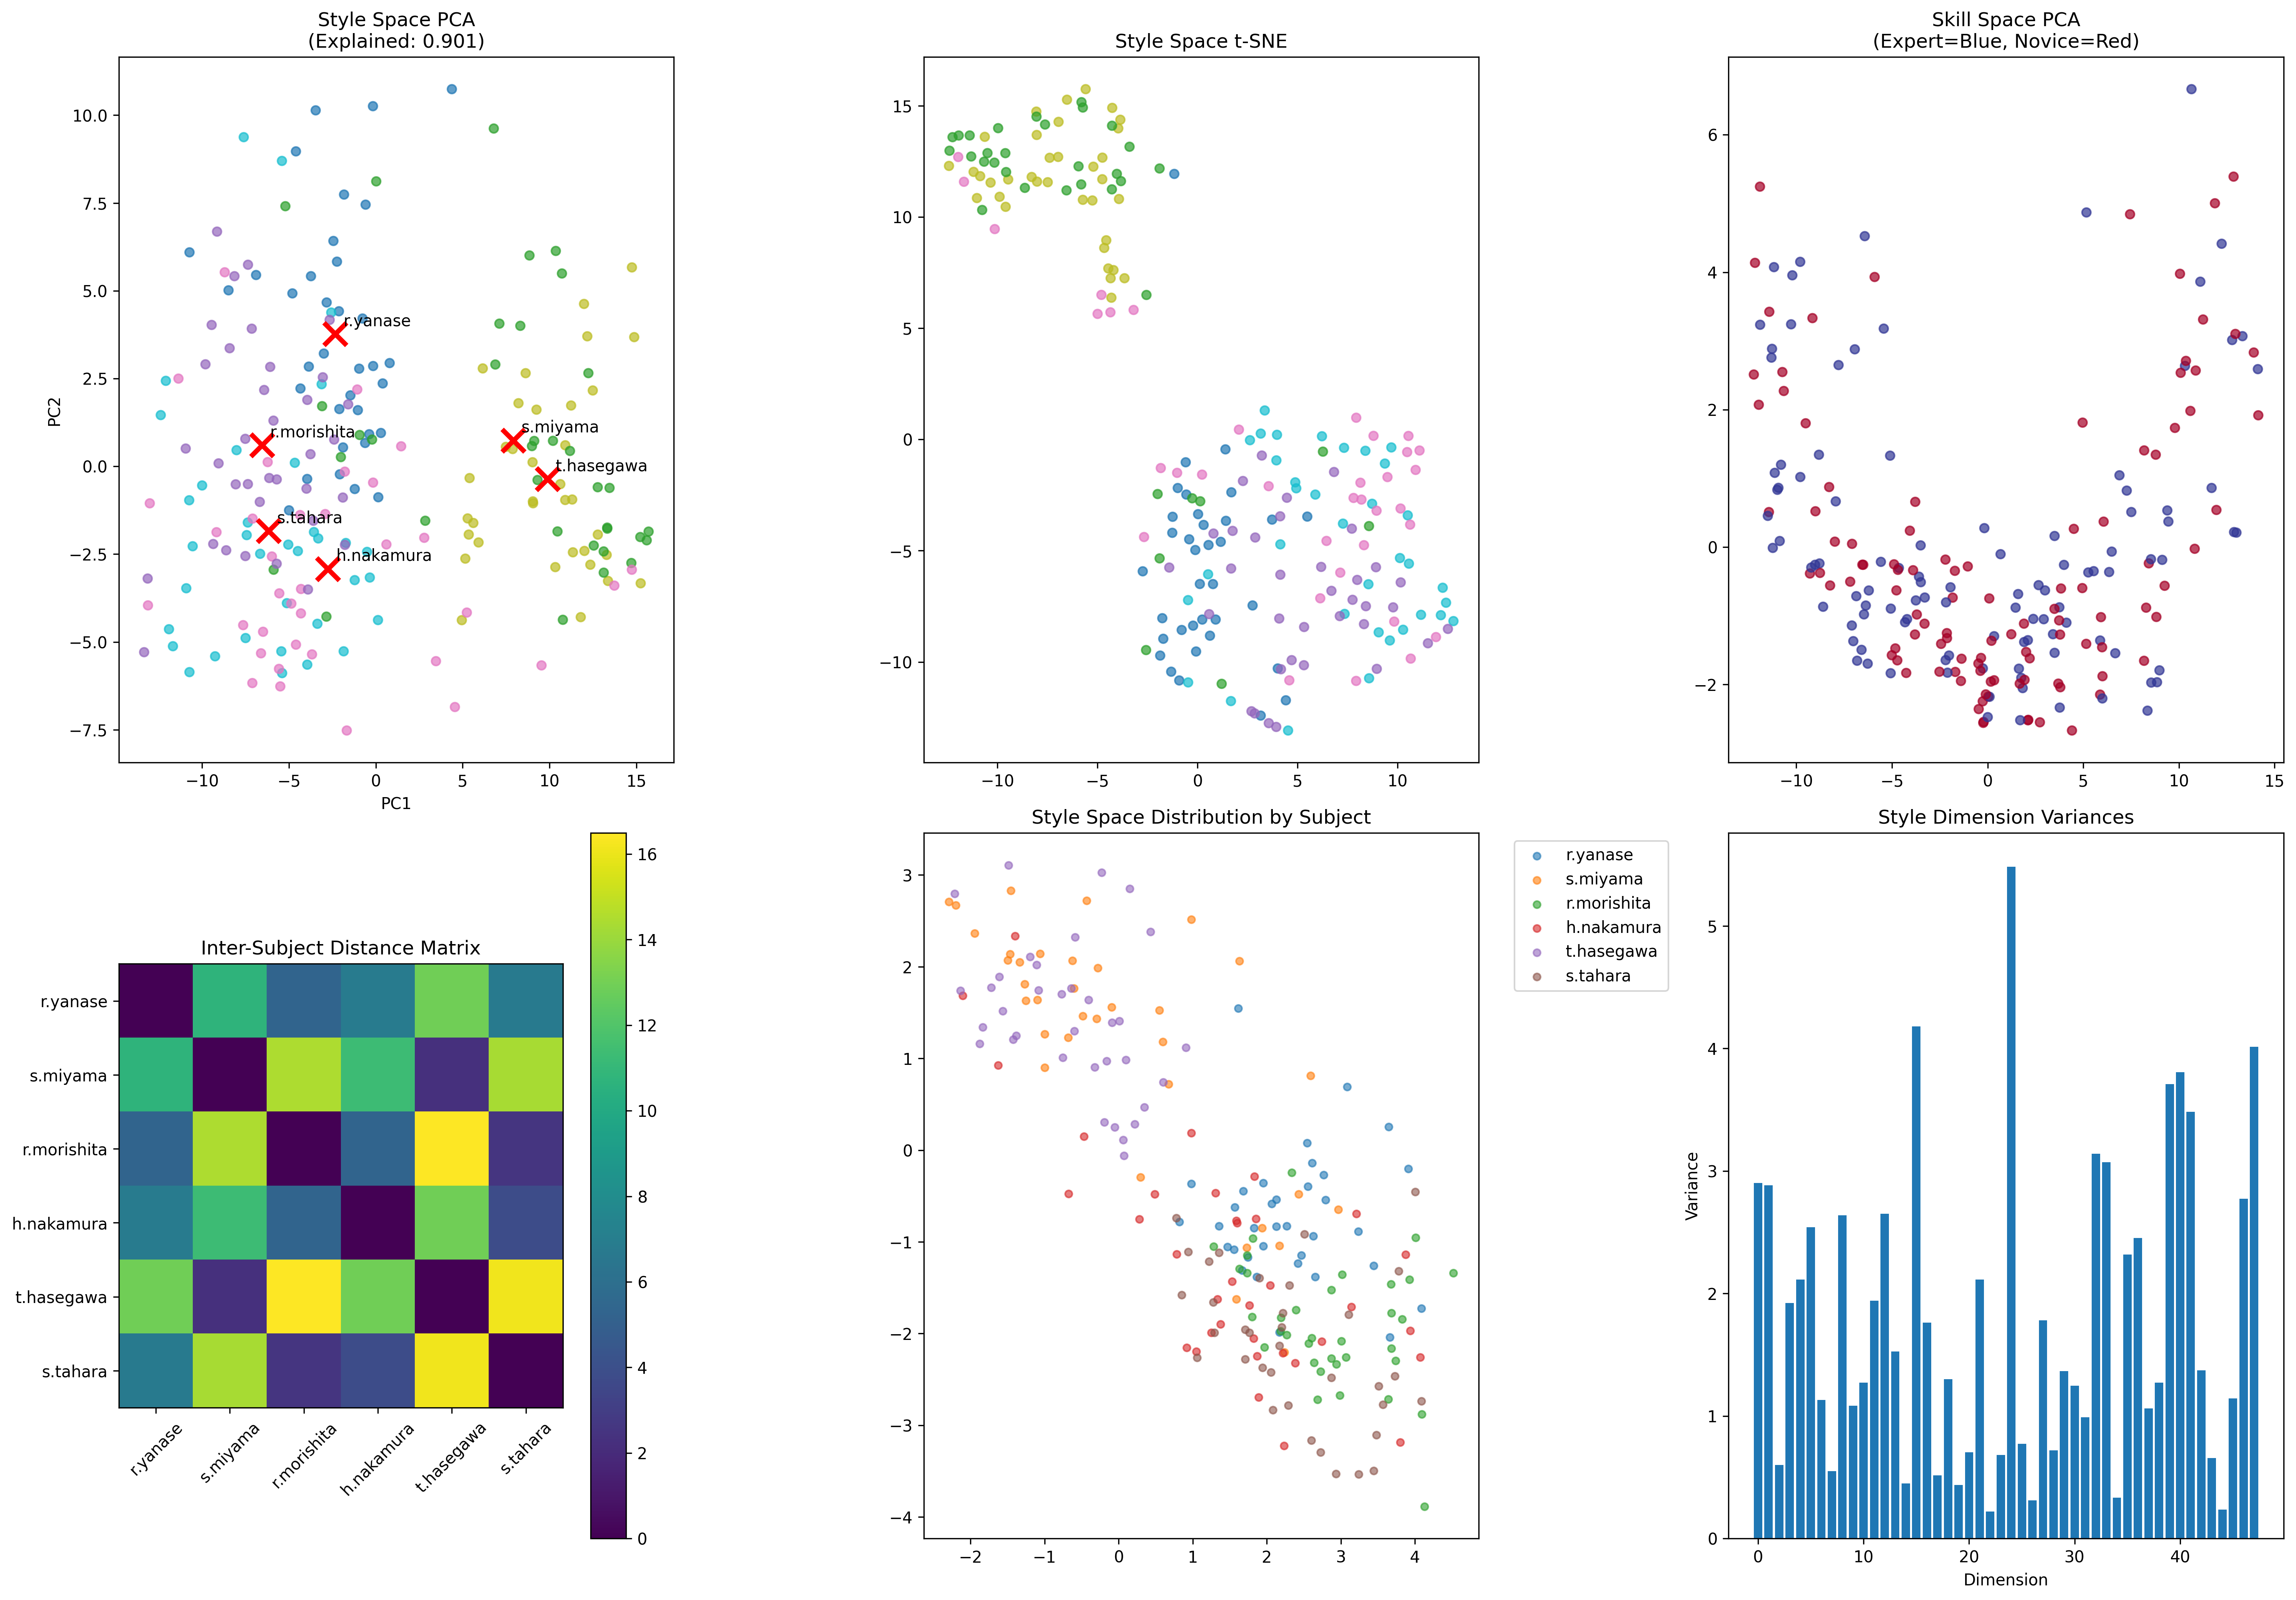 Style Space PCA
(Explained: 0.901)
10.0
7.5
5.0
2.5
0.0
−2.5
−5.0
−7.5
PC2
r.yanase
r.morishita
s.miyama
t.hasegawa
s.tahara
h.nakamura
−10
−5
0
5
10
15
PC1
Style Space t-SNE
15
10
5
0
−5
−10
−10
−5
0
5
10
Skill Space PCA
(Expert=Blue, Novice=Red)
6
4
2
0
−2
−10
−5
0
5
10
15
Inter-Subject Distance Matrix
r.yanase
s.miyama
r.morishita
h.nakamura
t.hasegawa
s.tahara
r.yanase
s.miyama
r.morishita
h.nakamura
t.hasegawa
s.tahara
16
14
12
10
8
6
4
2
0
Style Space Distribution by Subject
3
2
1
0
−1
−2
−3
−4
−2
−1
0
1
2
3
4
r.yanase
s.miyama
r.morishita
h.nakamura
t.hasegawa
s.tahara
Style Dimension Variances
5
4
3
2
1
0
Variance
0
10
20
30
40
Dimension